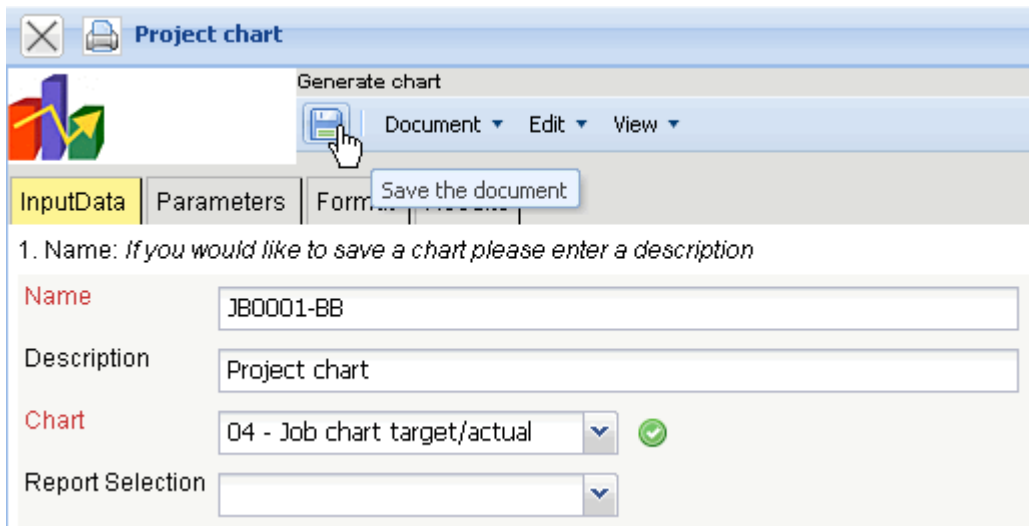 Project chart
Generate chart
Document Edit View
Save the document
InputData Parameters
1. Name: If you would like to save a chart please enter a description
Name JB0001-BB
Description Project chart
Chart 04 - Job chart target/actual
Report Selection